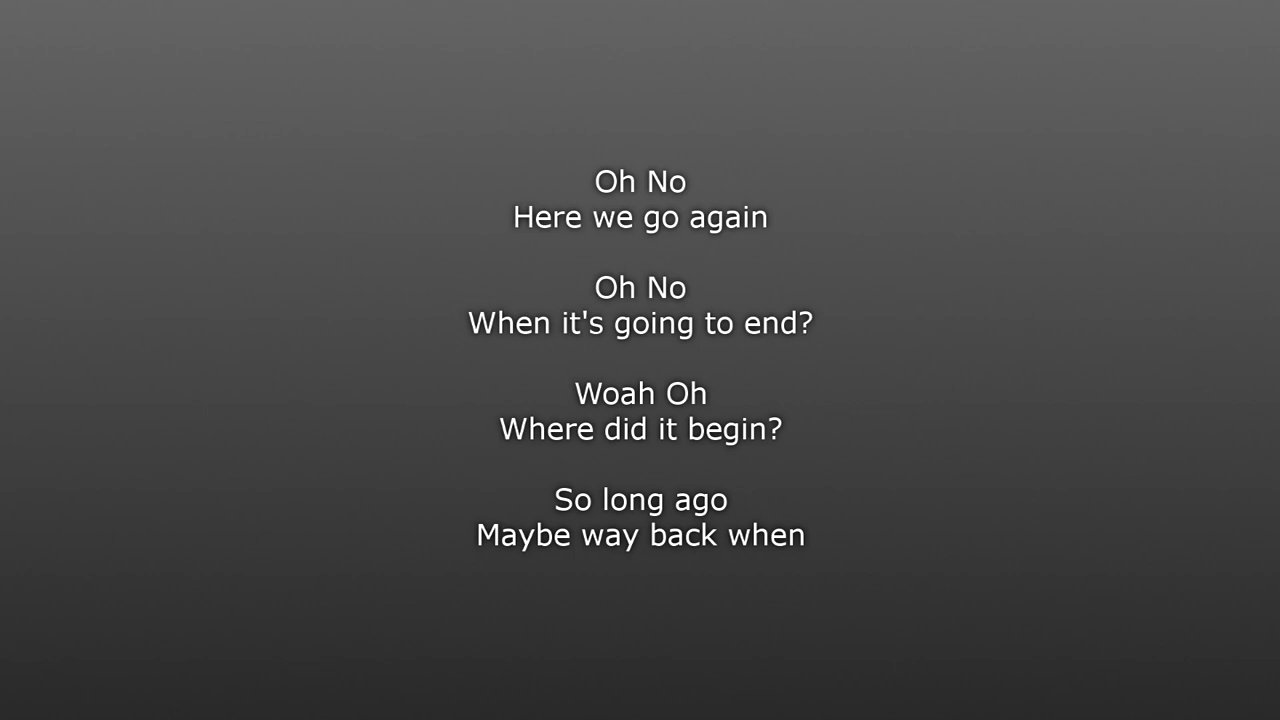 Oh No
Here we go again
Oh No
When it's going to end?
Woah Oh
Where did it begin?
So long ago
Maybe way back when